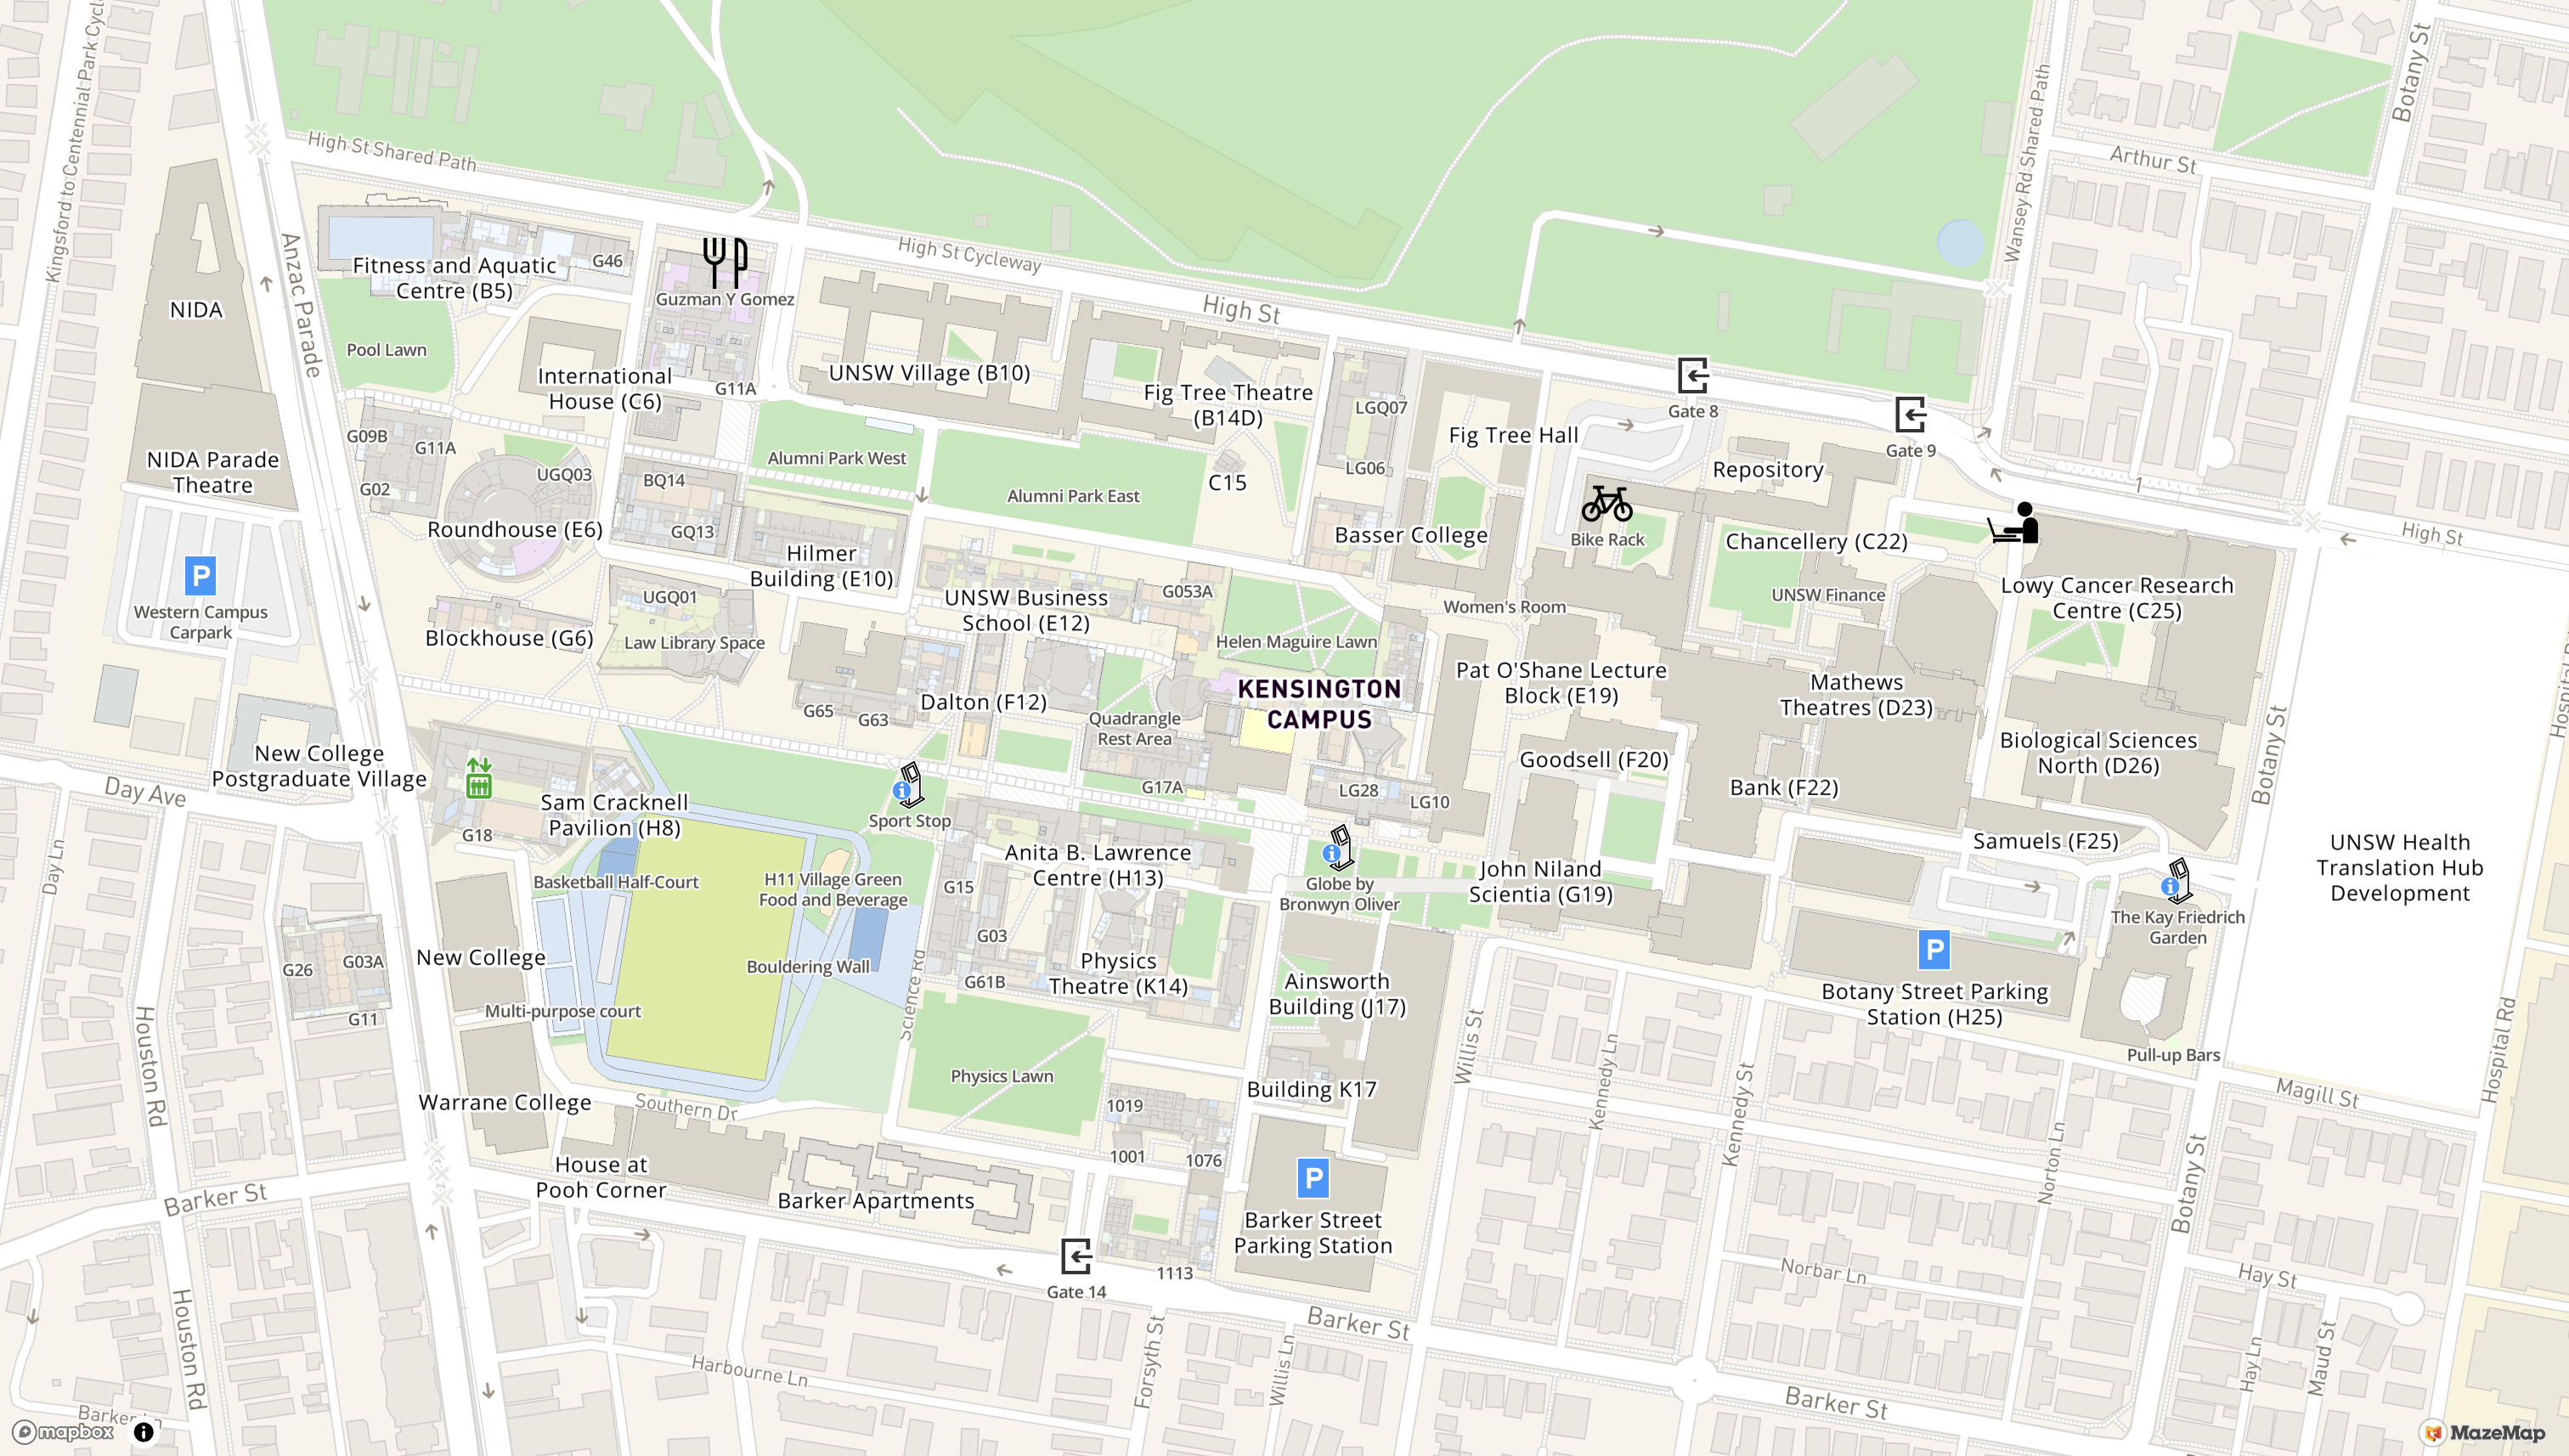 Kingsford to Centennial Park Cycl
High St Shared Path
Botany St
Wansey Rd Shared Path
Arthur St
Anzac Parade
High St Cycleway
High St
Fitness and Aquatic
Centre (B5)
G46
Guzman Y Gomez
NIDA
Pool Lawn
International
House (C6)
G11A
UNSW Village (B10)
Fig Tree Theatre
(B14D)
LGQ07
Gate 8
Gate 9
G09B
G11A
Fig Tree Hall
NIDA Parade
Theatre
G02
UGQ03
BQ14
Alumni Park West
Alumni Park East
C15
LG06
Repository
1
Roundhouse (E6)
GQ13
Hilmer
Building (E10)
Basser College
Bike Rack
Chancellery (C22)
High St
P
Western Campus
Carpark
UGQ01
UNSW Business
School (E12)
G053A
Women's Room
UNSW Finance
Lowy Cancer Research
Centre (C25)
Blockhouse (G6)
Law Library Space
Helen Maguire Lawn
Pat O'Shane Lecture
Block (E19)
Mathews
Theatres (D23)
KENSINGTON
CAMPUS
G65
G63
Dalton (F12)
Quadrangle
Rest Area
New College
Postgraduate Village
Goodsell (F20)
Biological Sciences
North (D26)
Botany St
Day Ave
G17A
LG28
LG10
Bank (F22)
Sam Cracknell
Pavilion (H8)
G18
Sport Stop
Samuels (F25)
UNSW Health
Translation Hub
Development
Day Ln
Anita B. Lawrence
Centre (H13)
Basketball Half-Court
H11 Village Green
Food and Beverage
G15
Globe by
Bronwyn Oliver
John Niland
Scientia (G19)
The Kay Friedrich
Garden
New College
G26
G03A
G11
G03
Bouldering Wall
Physics
Theatre (K14)
G61B
Ainsworth
Building (J17)
P
Botany Street Parking
Station (H25)
Multi-purpose court
Science Rd
Houston Rd
Willis St
Kennedy Ln
Kennedy St
Pull-up Bars
Hospital Rd
Magill St
Physics Lawn
Building K17
Warrane College
Southern Dr
1019
1001
1076
Norton Ln
Botany St
House at
Pooh Corner
Barker St
Barker Apartments
P
Barker Street
Parking Station
Gate 14
1113
Norbar Ln
Hay St
Houston Rd
Barker St
Forsyth St
Willis Ln
Harbourne Ln
Hay Ln
Maud St
Barker St
mapbox
MazeMap